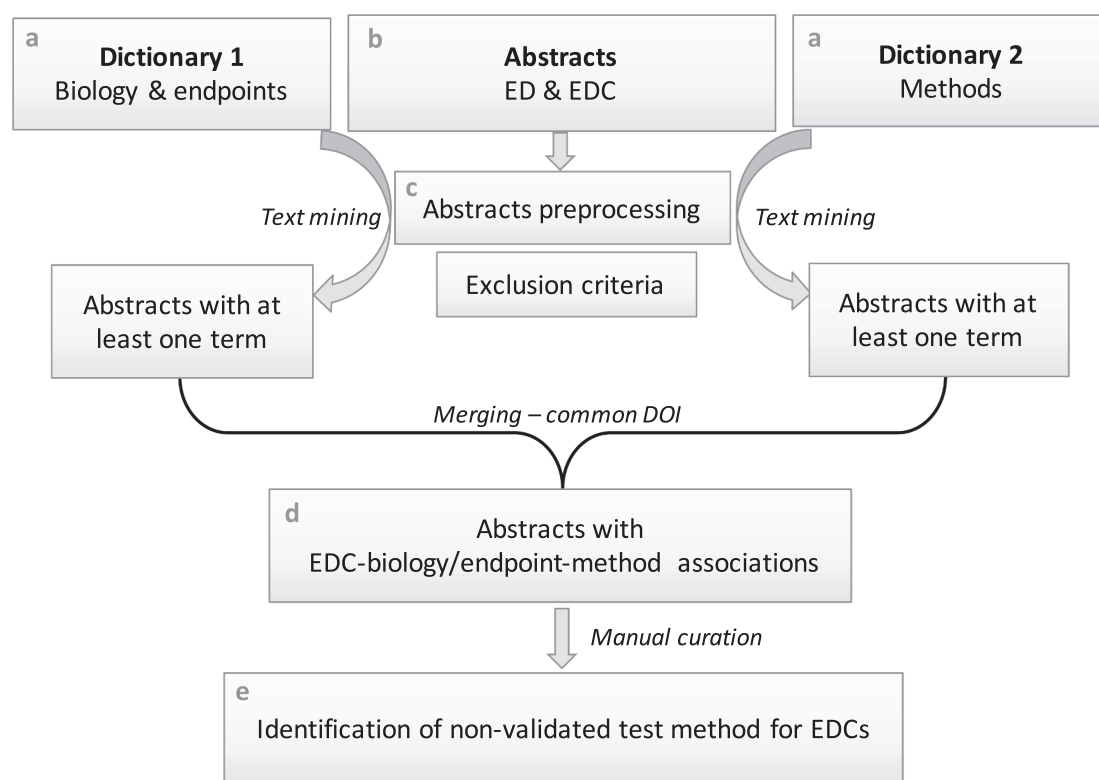 a
Dictionary 1
Biology & endpoints
b
Abstracts
ED & EDC
a
Dictionary 2
Methods
c
Abstracts preprocessing
Text mining
Text mining
Exclusion criteria
Abstracts with at
least one term
Abstracts with at
least one term
Merging – common DOI
d
Abstracts with
EDC-biology/endpoint-method associations
Manual curation
e
Identification of non-validated test method for EDCs